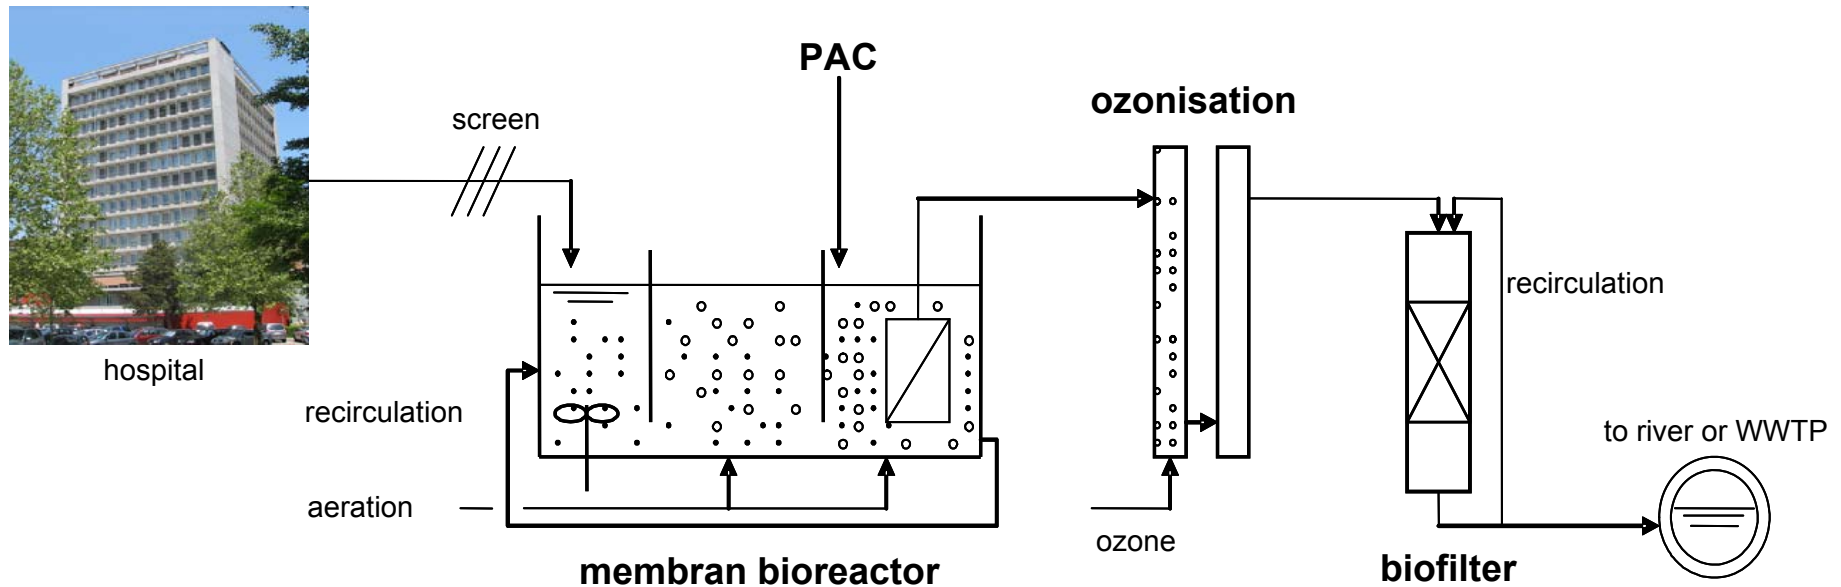 PAC
ozonisation
screen
hospital
recirculation
recirculation
aeration
to river or WWTP
ozone
membran bioreactor
biofilter